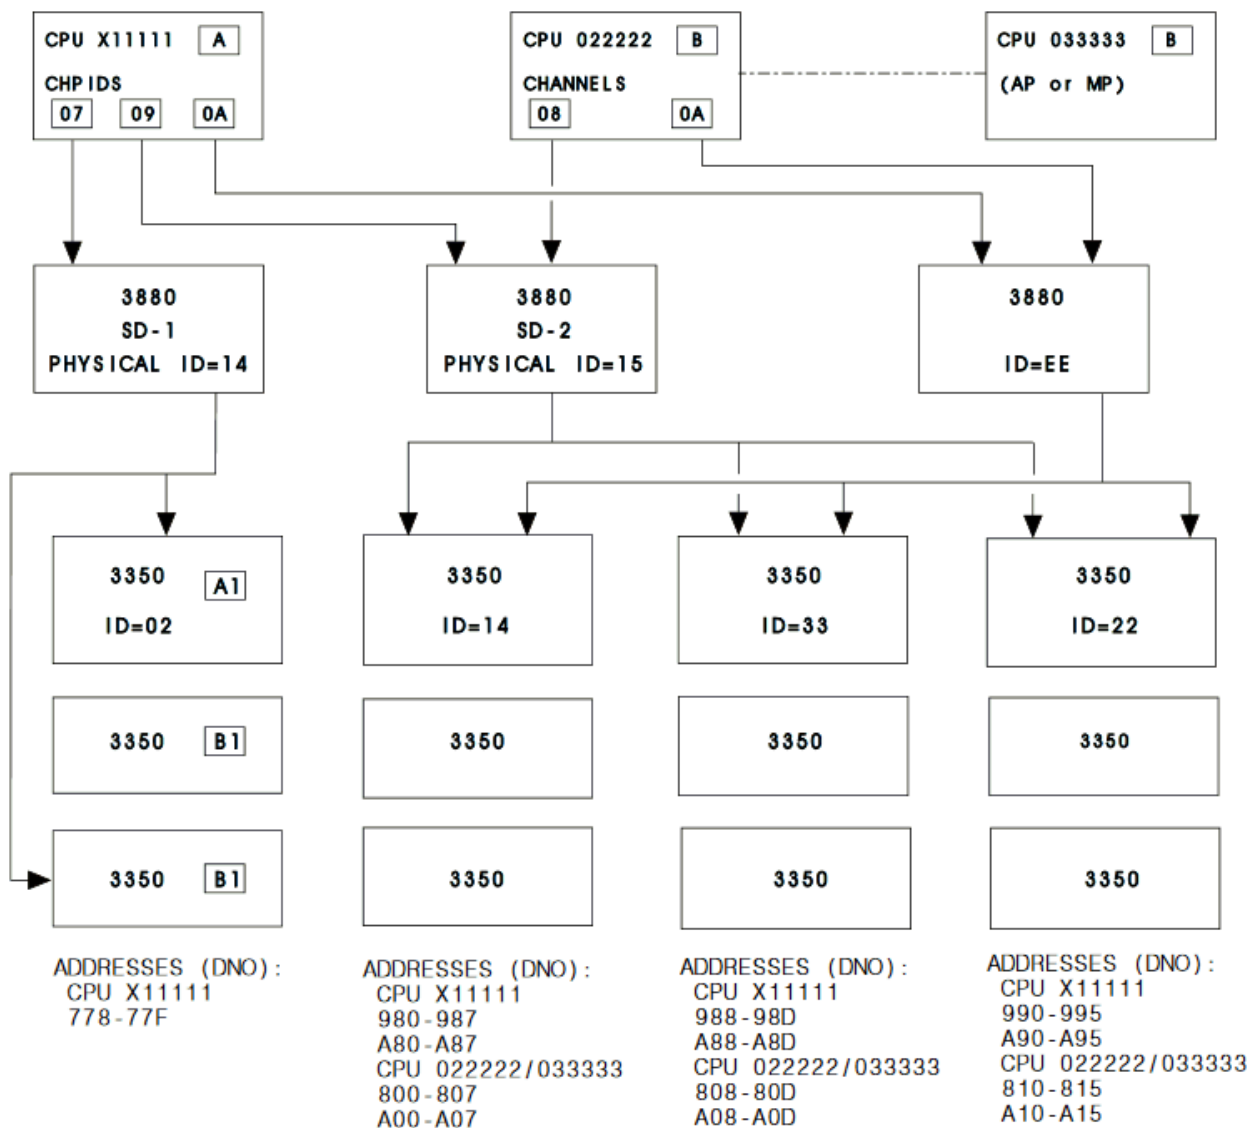 CPU X11111 A
CHPIDS
07 09 0A
CPU 022222 B
CHANNELS
08 0A
CPU 033333 B
(AP or MP)
3880
SD-1
PHYSICAL ID=14
3880
SD-2
PHYSICAL ID=15
3880
ID=EE
3350 A1
ID=02
3350
ID=14
3350
ID=33
3350
ID=22
3350 B1
3350
3350
3350
3350 B1
3350
3350
3350
ADDRESSES (DNO):
CPU X11111
778-77F
ADDRESSES (DNO):
CPU X11111
980-987
A80-A87
CPU 022222/033333
800-807
A00-A07
ADDRESSES (DNO):
CPU X11111
988-98D
A88-A8D
CPU 022222/033333
808-80D
A08-A0D
ADDRESSES (DNO):
CPU X11111
990-995
A90-A95
CPU 022222/033333
810-815
A10-A15